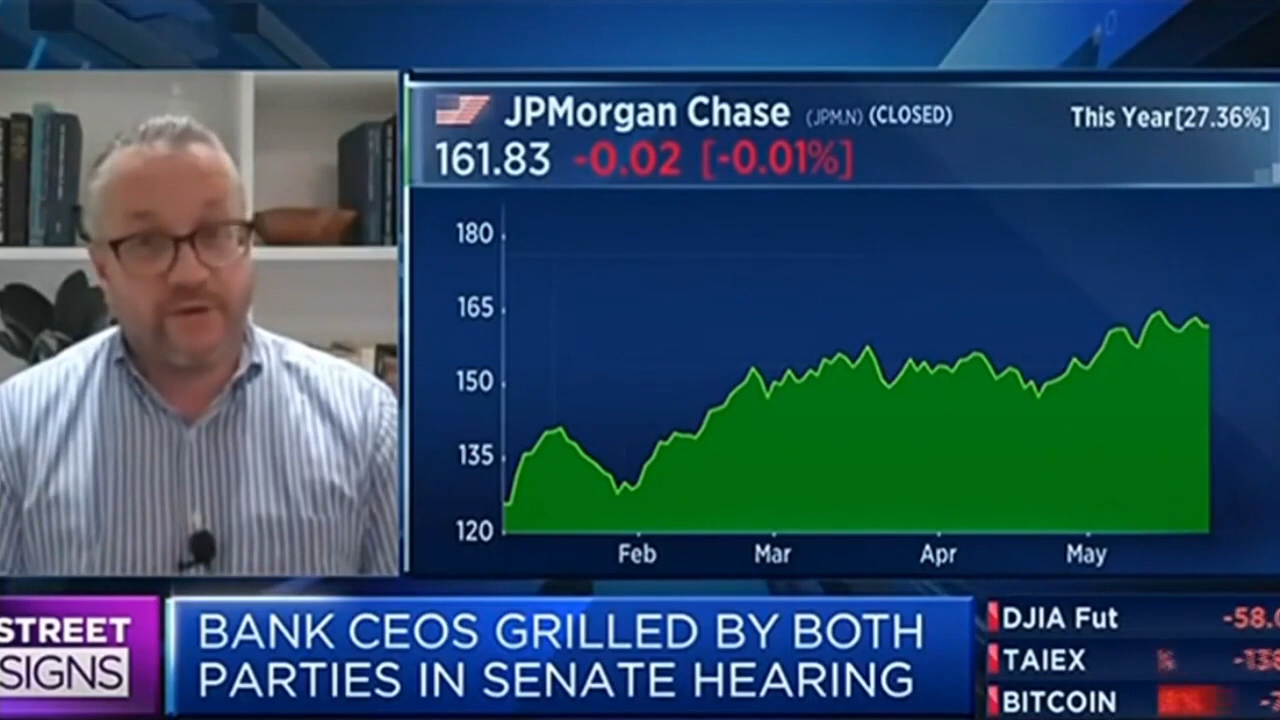 JPMorgan Chase (JPM.N) (CLOSED) This Year[27.36%]
161.83 -0.02 [-0.01%]
180
165
150
135
120
Feb Mar Apr May
STREET
SIGNS
BANK CEOS GRILLED BY BOTH
PARTIES IN SENATE HEARING
DJIA Fut -58.
TAIEX
BITCOIN